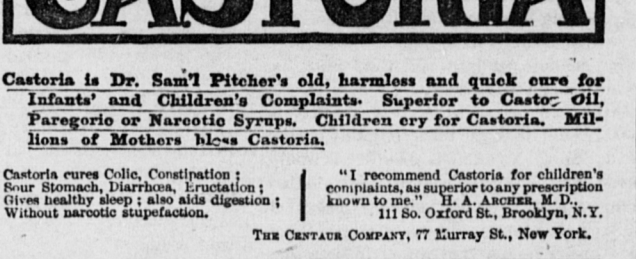 CASTORIA
Castoria is Dr. Sam'l Pitcher's old, harmless and quick cure for
Infants' and Children's Complaints. Superior to Castor Oil,
Paregoric or Narcotic Syrups. Children cry for Castoria. Mil-
lions of Mothers bless Castoria.
Castoria cures Colic, Constipation ;
Sour Stomach, Diarrhœa, Eructation ;
Gives healthy sleep ; also aids digestion ;
Without narcotic stupefaction.
"I recommend Castoria for children's
complaints, as superior to any prescription
known to me." H. A. ARCHER, M. D.,
111 So. Oxford St., Brooklyn, N.Y.
THE CENTAUR COMPANY, 77 Murray St., New York.